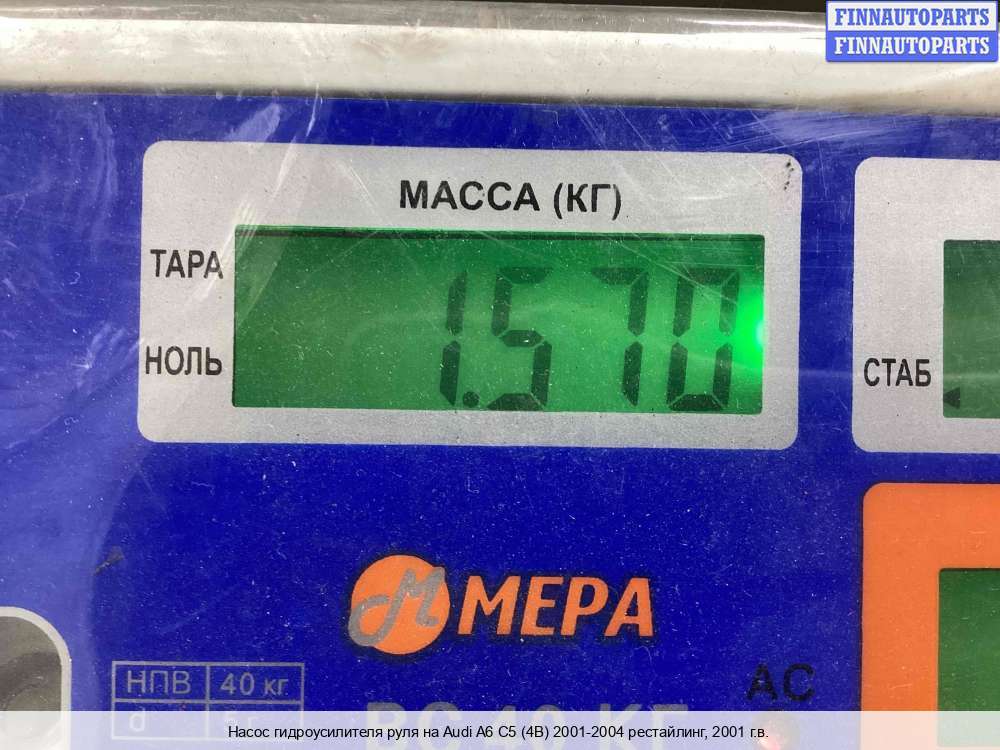 FINNAUTOPARTS
FINNAUTOPARTS
МАССА (КГ)
ТАРА
1.570
НОЛЬ
СТАБ
М МЕРА
АС
НПВ 40 кг
d 5 г
Насос гидроусилителя руля на Audi A6 C5 (4B) 2001-2004 рестайлинг, 2001 г.в.